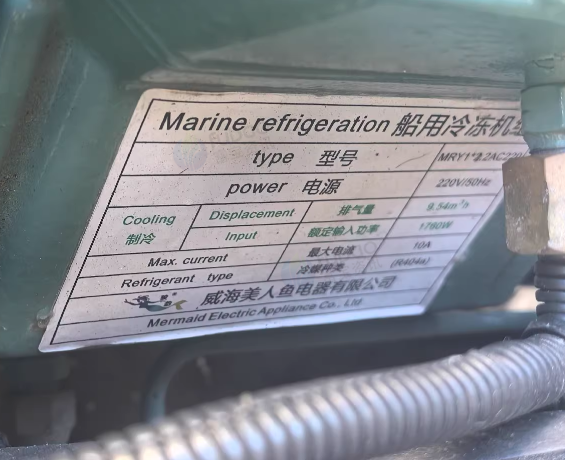 Marine refrigeration 船用冷冻机
type 型号
power 电源 220V/50Hz
Cooling 制冷
Displacement 排气量 9.54m³h
Input 额定输入功率 1760W
Max. current 最大电流 10A
Refrigerant type 冷媒种类 (R404a)
威海美人鱼电器有限公司
Mermaid Electric Appliance Co., Ltd